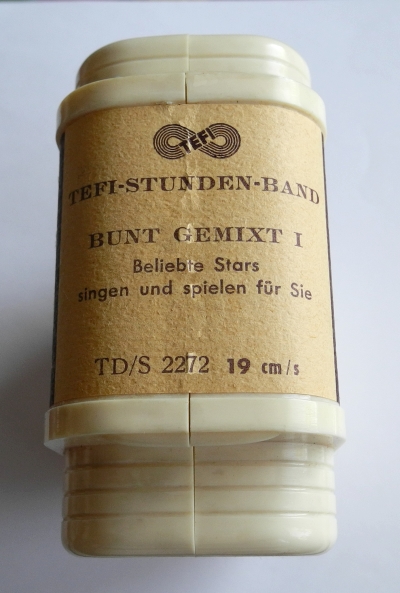 TEFI
TEFI-STUNDEN-BAND
BUNT GEMIXT I
Beliebte Stars
singen und spielen für Sie
TD/S 2272 19 cm/s